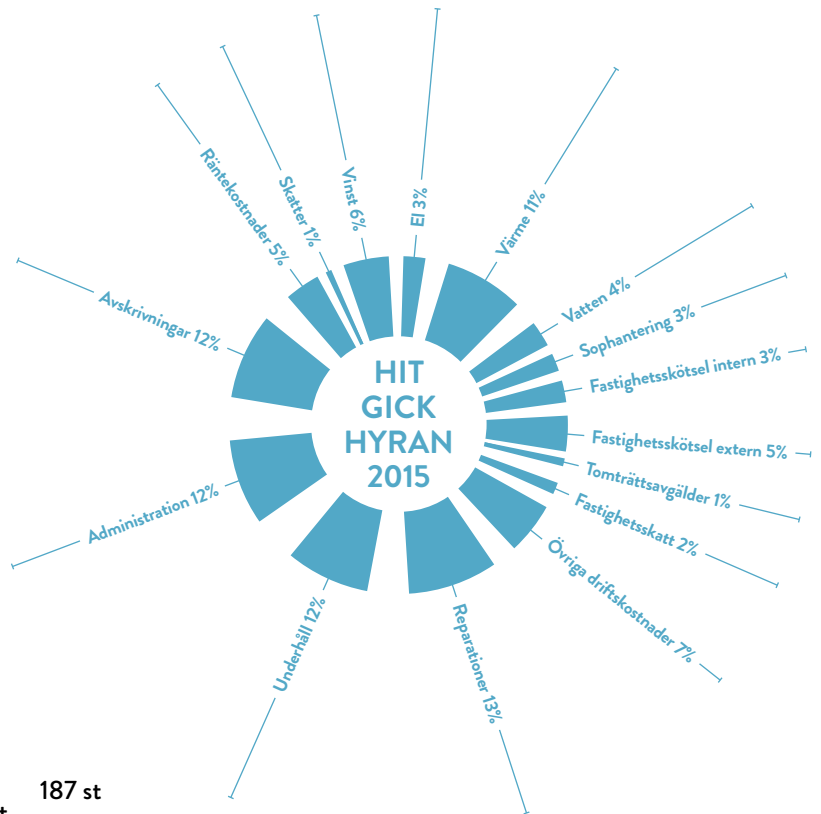 HIT
GICK
HYRAN
2015
El 3%
Värme 11%
Vatten 4%
Sophantering 3%
Fastighetsskötsel intern 3%
Fastighetsskötsel extern 5%
Tomträttsavgälder 1%
Fastighetsskatt 2%
Övriga driftskostnader 7%
Reparationer 13%
Underhåll 12%
Administration 12%
Avskrivningar 12%
Räntekostnader 5%
Skatter 1%
Vinst 6%
187 st